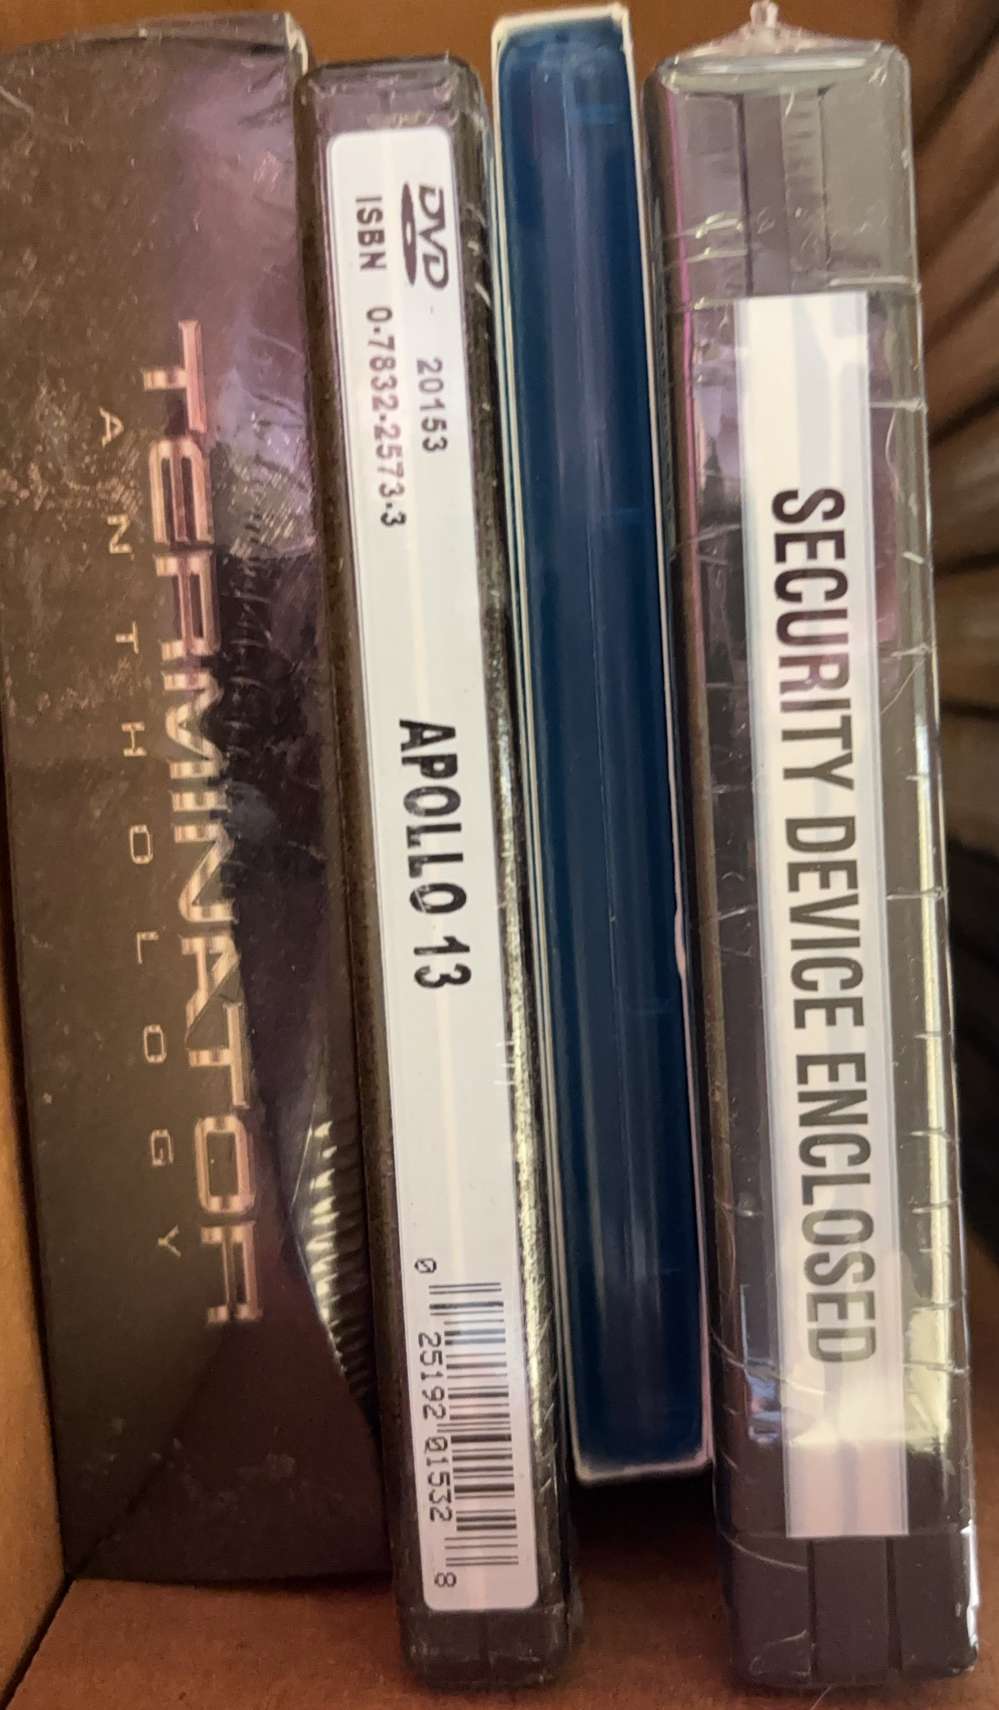 TERMINATOR
ANTHOLOGY
DVD 20153
ISBN 0-7832-2573-3
APOLLO 13
0 25192 01532 8
SECURITY DEVICE ENCLOSED